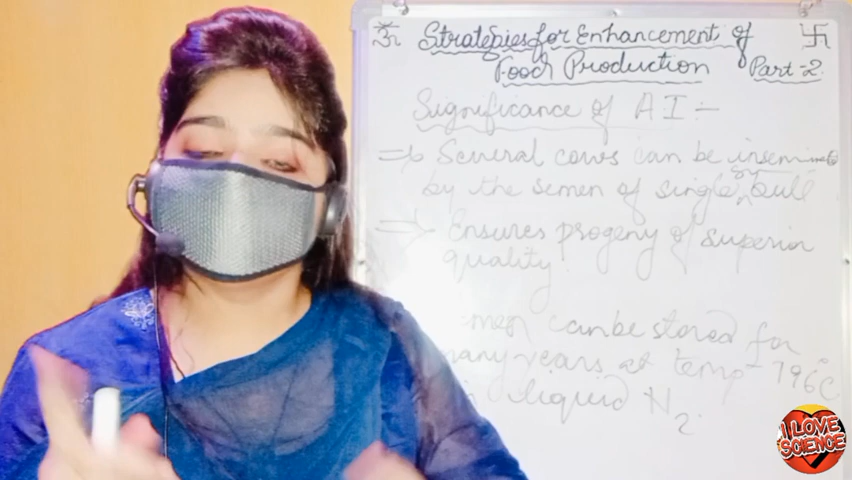 ॐ Strategies for Enhancement of 卐
Food Production Part-2
Significance of AI :-
=> Several cows can be inseminated
by the semen of single bull
=> Ensures progeny of superior
quality.
can be stored for
many years at temp -196°C
liquid N2.
I LOVE
SCIENCE